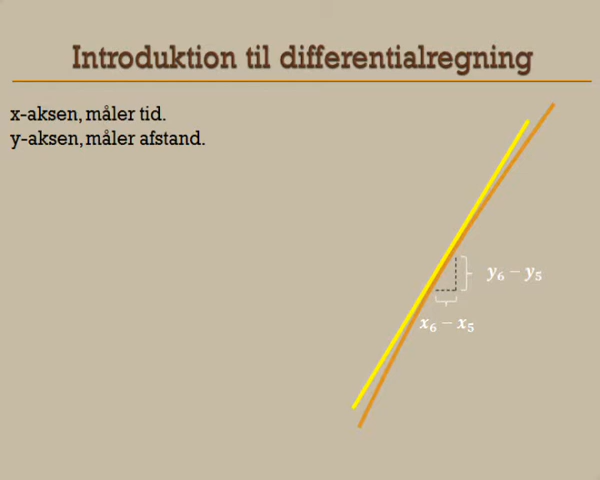 Introduktion til differentialregning
x-aksen, måler tid.
y-aksen, måler afstand.
y₆ − y₅
x₆ − x₅